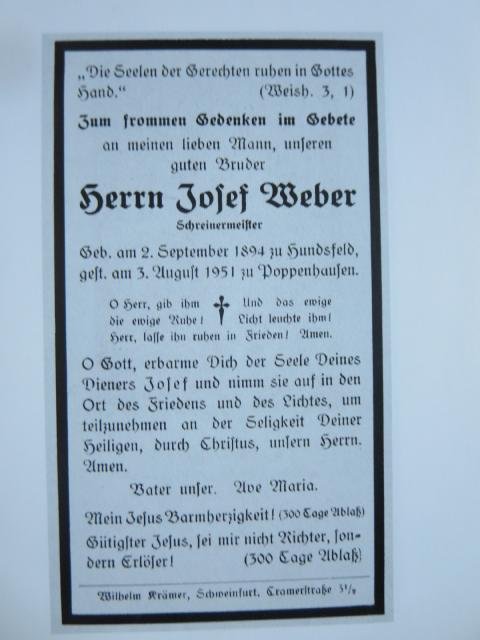 „Die Seelen der Gerechten ruhen in Gottes
Hand.“ (Weish. 3, 1)
Zum frommen Gedenken im Gebete
an meinen lieben Mann, unseren
guten Bruder
Herrn Josef Weber
Schreinermeister
Geb. am 2. September 1894 zu Hundsfeld,
gest. am 3. August 1951 zu Poppenhausen.
O Herr, gib ihm † Und das ewige
die ewige Ruhe! Licht leuchte ihm!
Herr, lasse ihn ruhen in Frieden! Amen.
O Gott, erbarme Dich der Seele Deines
Dieners Josef und nimm sie auf in den
Ort des Friedens und des Lichtes, um
teilzunehmen an der Seligkeit Deiner
Heiligen, durch Christus, unsern Herrn.
Amen.
Vater unser. Ave Maria.
Mein Jesus Barmherzigkeit! (300 Tage Ablaß)
Gütigster Jesus, sei mir nicht Richter, son-
dern Erlöser! (300 Tage Ablaß)
Wilhelm Krämer, Schweinfurt, Cramerstraße